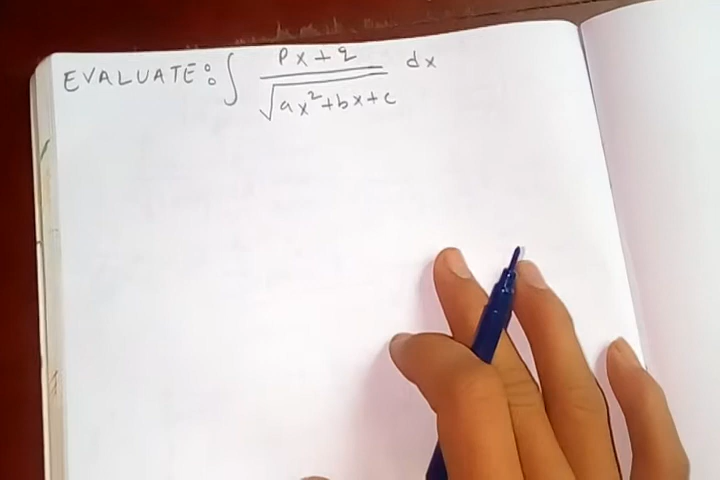 EVALUATE: ∫ (px+q)/√(ax²+bx+c) dx